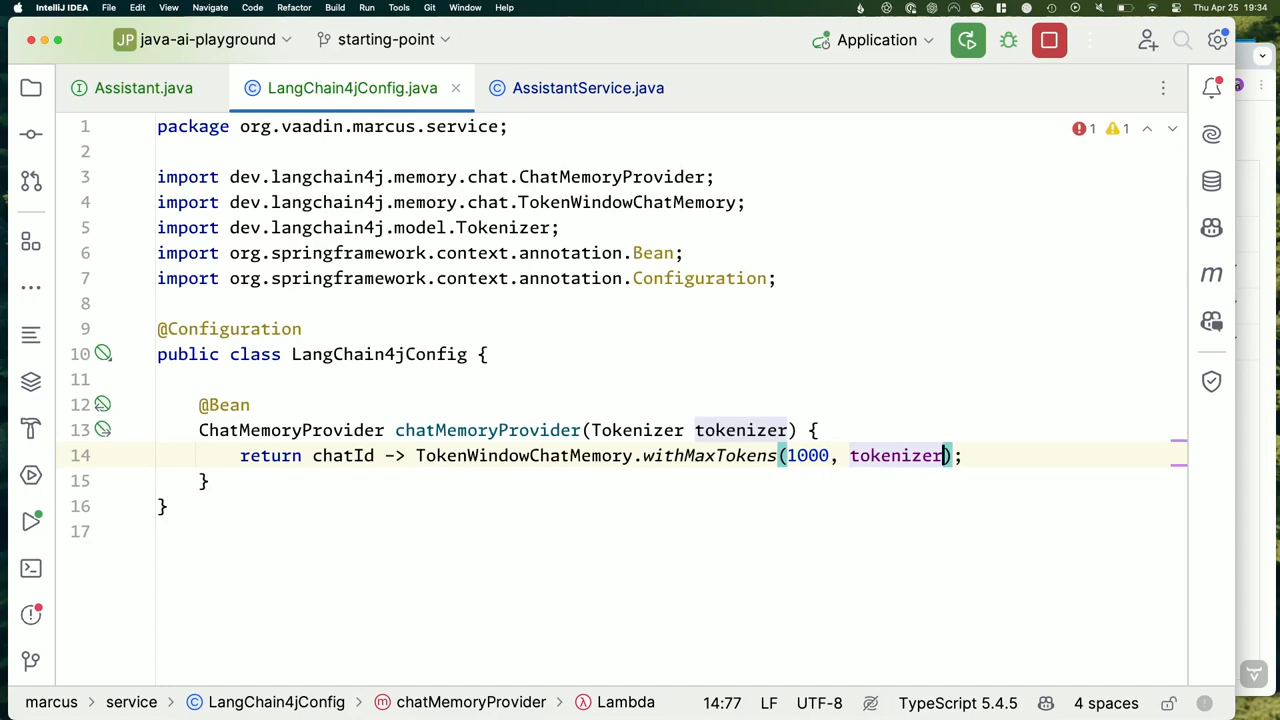 IntelliJ IDEA File Edit View Navigate Code Refactor Build Run Tools Git Window Help Thu Apr 25 19:34
JP java-ai-playground starting-point Application
Assistant.java LangChain4jConfig.java AssistantService.java
1 package org.vaadin.marcus.service; 1 1
2
3 import dev.langchain4j.memory.chat.ChatMemoryProvider;
4 import dev.langchain4j.memory.chat.TokenWindowChatMemory;
5 import dev.langchain4j.model.Tokenizer;
6 import org.springframework.context.annotation.Bean;
7 import org.springframework.context.annotation.Configuration;
8
9 @Configuration
10 public class LangChain4jConfig {
11
12 @Bean
13 ChatMemoryProvider chatMemoryProvider(Tokenizer tokenizer) {
14 return chatId -> TokenWindowChatMemory.withMaxTokens(1000, tokenizer);
15 }
16 }
17
marcus > service > LangChain4jConfig > chatMemoryProvider > Lambda 14:77 LF UTF-8 TypeScript 5.4.5 4 spaces